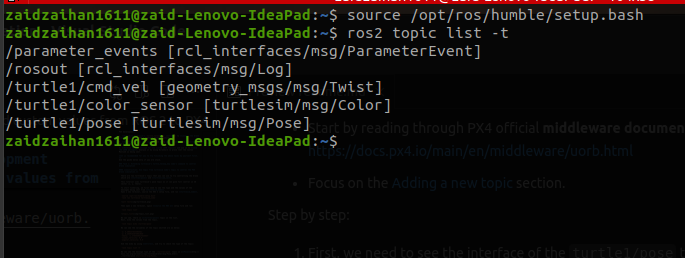 zaidzaihan1611@zaid-Lenovo-IdeaPad:~$ source /opt/ros/humble/setup.bash
zaidzaihan1611@zaid-Lenovo-IdeaPad:~$ ros2 topic list -t
/parameter_events [rcl_interfaces/msg/ParameterEvent]
/rosout [rcl_interfaces/msg/Log]
/turtle1/cmd_vel [geometry_msgs/msg/Twist]
/turtle1/color_sensor [turtlesim/msg/Color]
/turtle1/pose [turtlesim/msg/Pose]
zaidzaihan1611@zaid-Lenovo-IdeaPad:~$
Start by reading through PX4 official middleware documen
https://docs.px4.io/main/en/middleware/uorb.html
values from
Focus on the Adding a new topic section.
ware/uorb.
Step by step:
1. First, we need to see the interface of the turtle1/pose